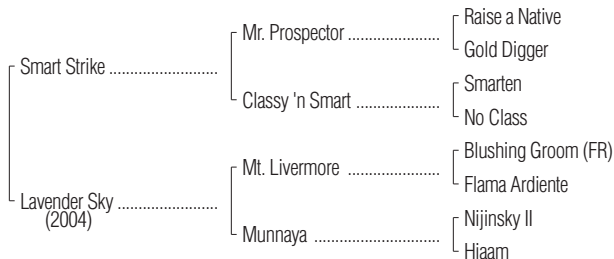 Raise a Native
Mr. Prospector ......................
Gold Digger
Smart Strike ..........................
Smarten
Classy 'n Smart .....................
No Class
Blushing Groom (FR)
Mt. Livermore ........................
Flama Ardiente
Lavender Sky ........................
(2004)
Nijinsky II
Munnaya ..............................
Hiaam